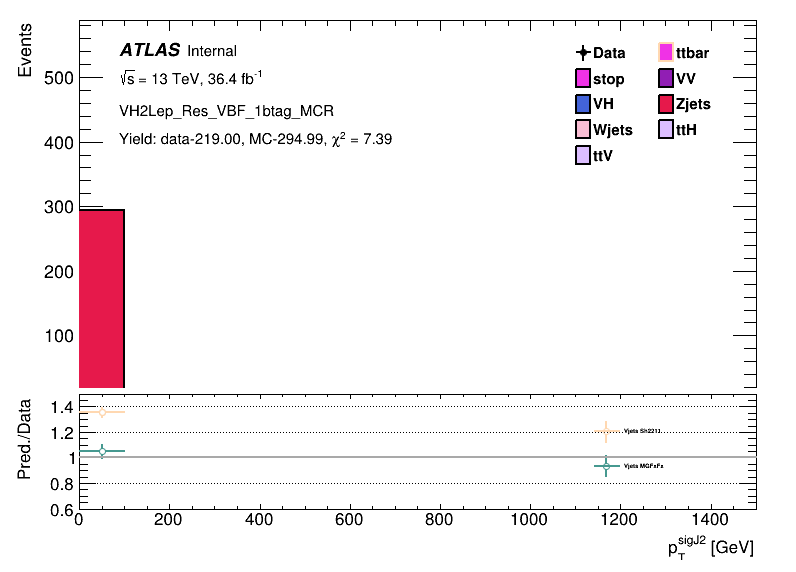 Events
ATLAS Internal
√s = 13 TeV, 36.4 fb⁻¹
VH2Lep_Res_VBF_1btag_MCR
Yield: data-219.00, MC-294.99, χ² = 7.39
Data
ttbar
stop
VV
VH
Zjets
Wjets
ttH
ttV
500
400
300
200
100
Pred./Data
1.4
1.2
1
0.8
0.6
Vjets Sh2211
Vjets MGFxFx
0 200 400 600 800 1000 1200 1400
p_T^sigJ2 [GeV]